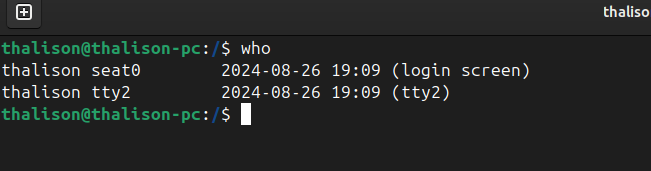 thaliso
thalison@thalison-pc:/$ who
thalison seat0        2024-08-26 19:09 (login screen)
thalison tty2         2024-08-26 19:09 (tty2)
thalison@thalison-pc:/$